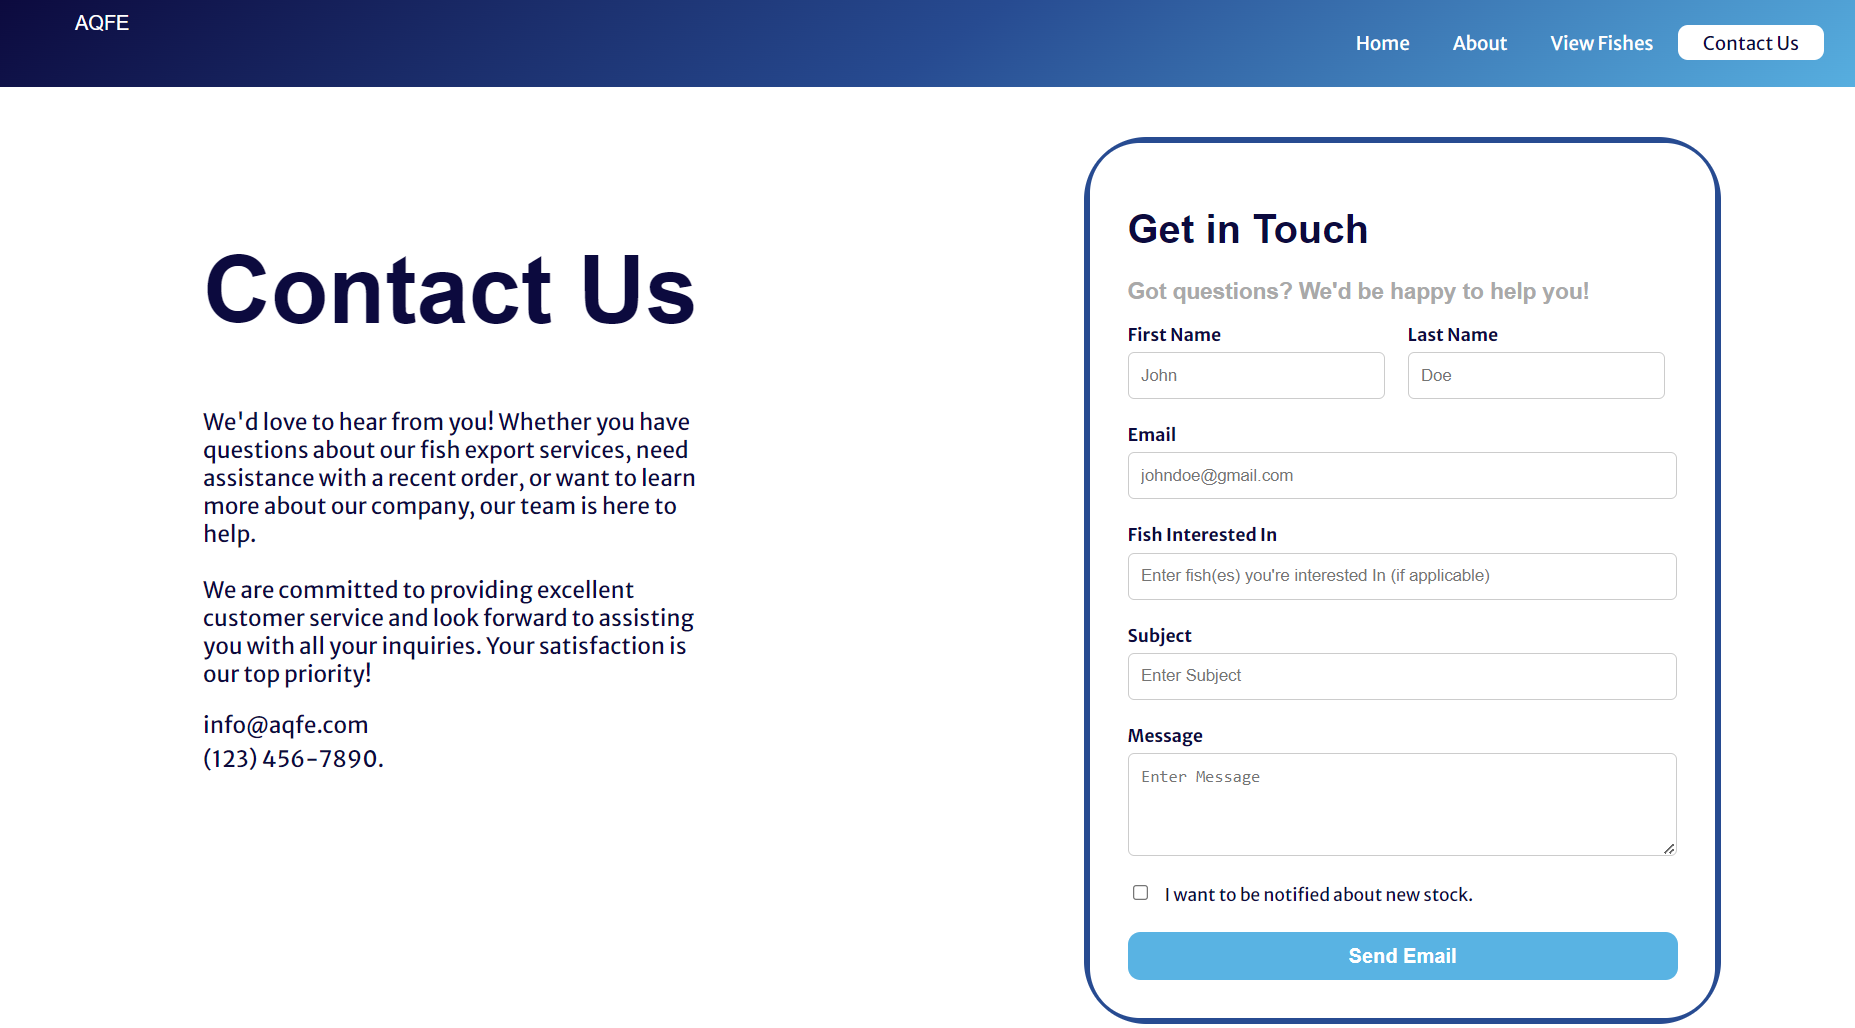 AQFE
Home
About
View Fishes
Contact Us
Contact Us
We'd love to hear from you! Whether you have
questions about our fish export services, need
assistance with a recent order, or want to learn
more about our company, our team is here to
help.
We are committed to providing excellent
customer service and look forward to assisting
you with all your inquiries. Your satisfaction is
our top priority!
info@aqfe.com
(123) 456-7890.
Get in Touch
Got questions? We'd be happy to help you!
First Name
Last Name
John
Doe
Email
johndoe@gmail.com
Fish Interested In
Enter fish(es) you're interested In (if applicable)
Subject
Enter Subject
Message
Enter Message
I want to be notified about new stock.
Send Email